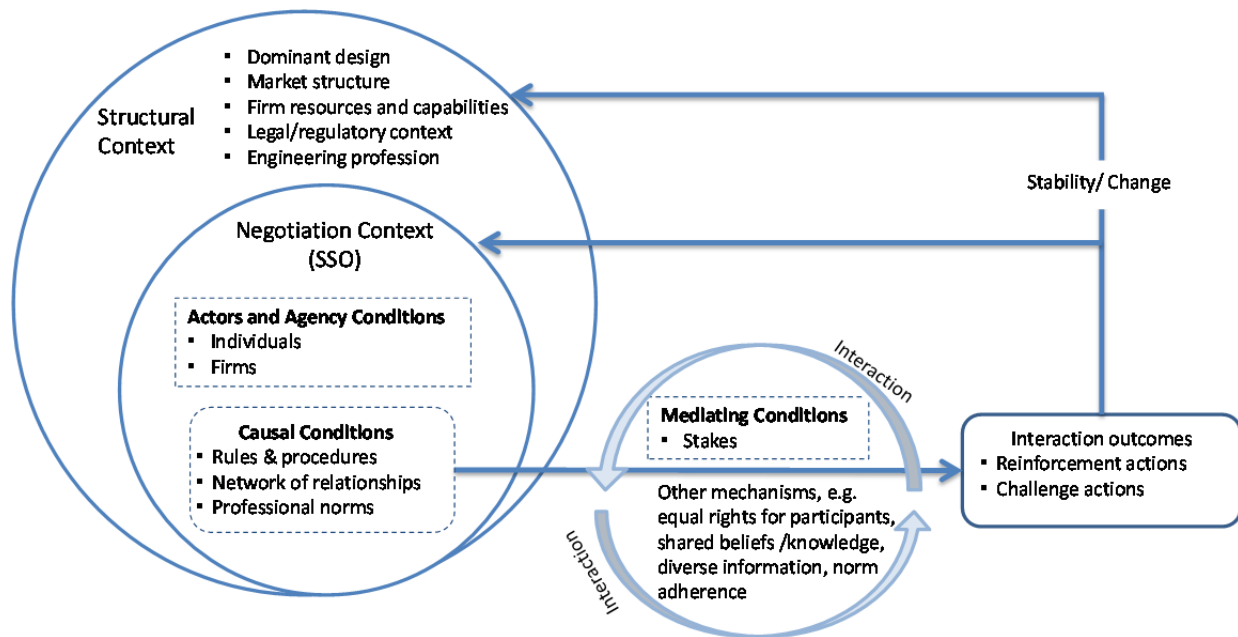 Structural
Context
▪ Dominant design
▪ Market structure
▪ Firm resources and capabilities
▪ Legal/regulatory context
▪ Engineering profession
Negotiation Context
(SSO)
Actors and Agency Conditions
▪ Individuals
▪ Firms
Causal Conditions
▪ Rules & procedures
▪ Network of relationships
▪ Professional norms
Interaction
Mediating Conditions
▪ Stakes
Other mechanisms, e.g.
equal rights for participants,
shared beliefs /knowledge,
diverse information, norm
adherence
Interaction
Stability/ Change
Interaction outcomes
▪ Reinforcement actions
▪ Challenge actions